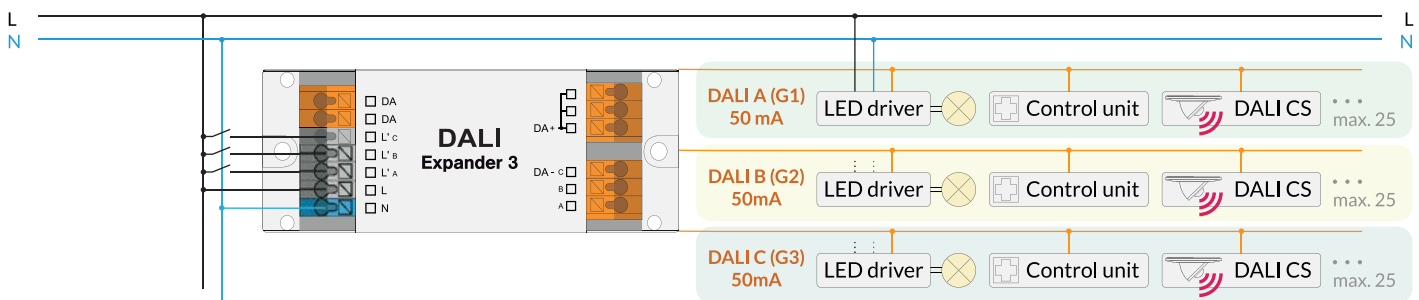 L
L
N
N
DA
DA
L' C
L' B
L' A
L
N
DALI
Expander 3
DA+
DA - C
B
A
DALI A (G1)
50 mA
LED driver
Control unit
DALI CS
...
max. 25
DALI B (G2)
50mA
LED driver
Control unit
DALI CS
...
max. 25
DALI C (G3)
50mA
LED driver
Control unit
DALI CS
...
max. 25